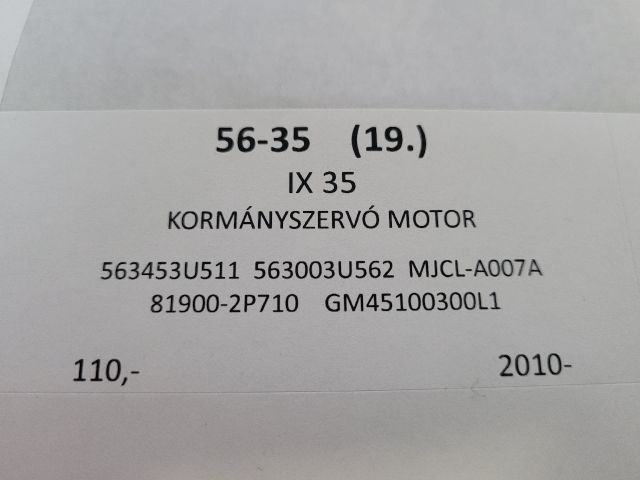 56-35 (19.)
IX 35
KORMÁNYSZERVÓ MOTOR
563453U511 563003U562 MJCL-A007A
81900-2P710 GM45100300L1
110,- 2010-